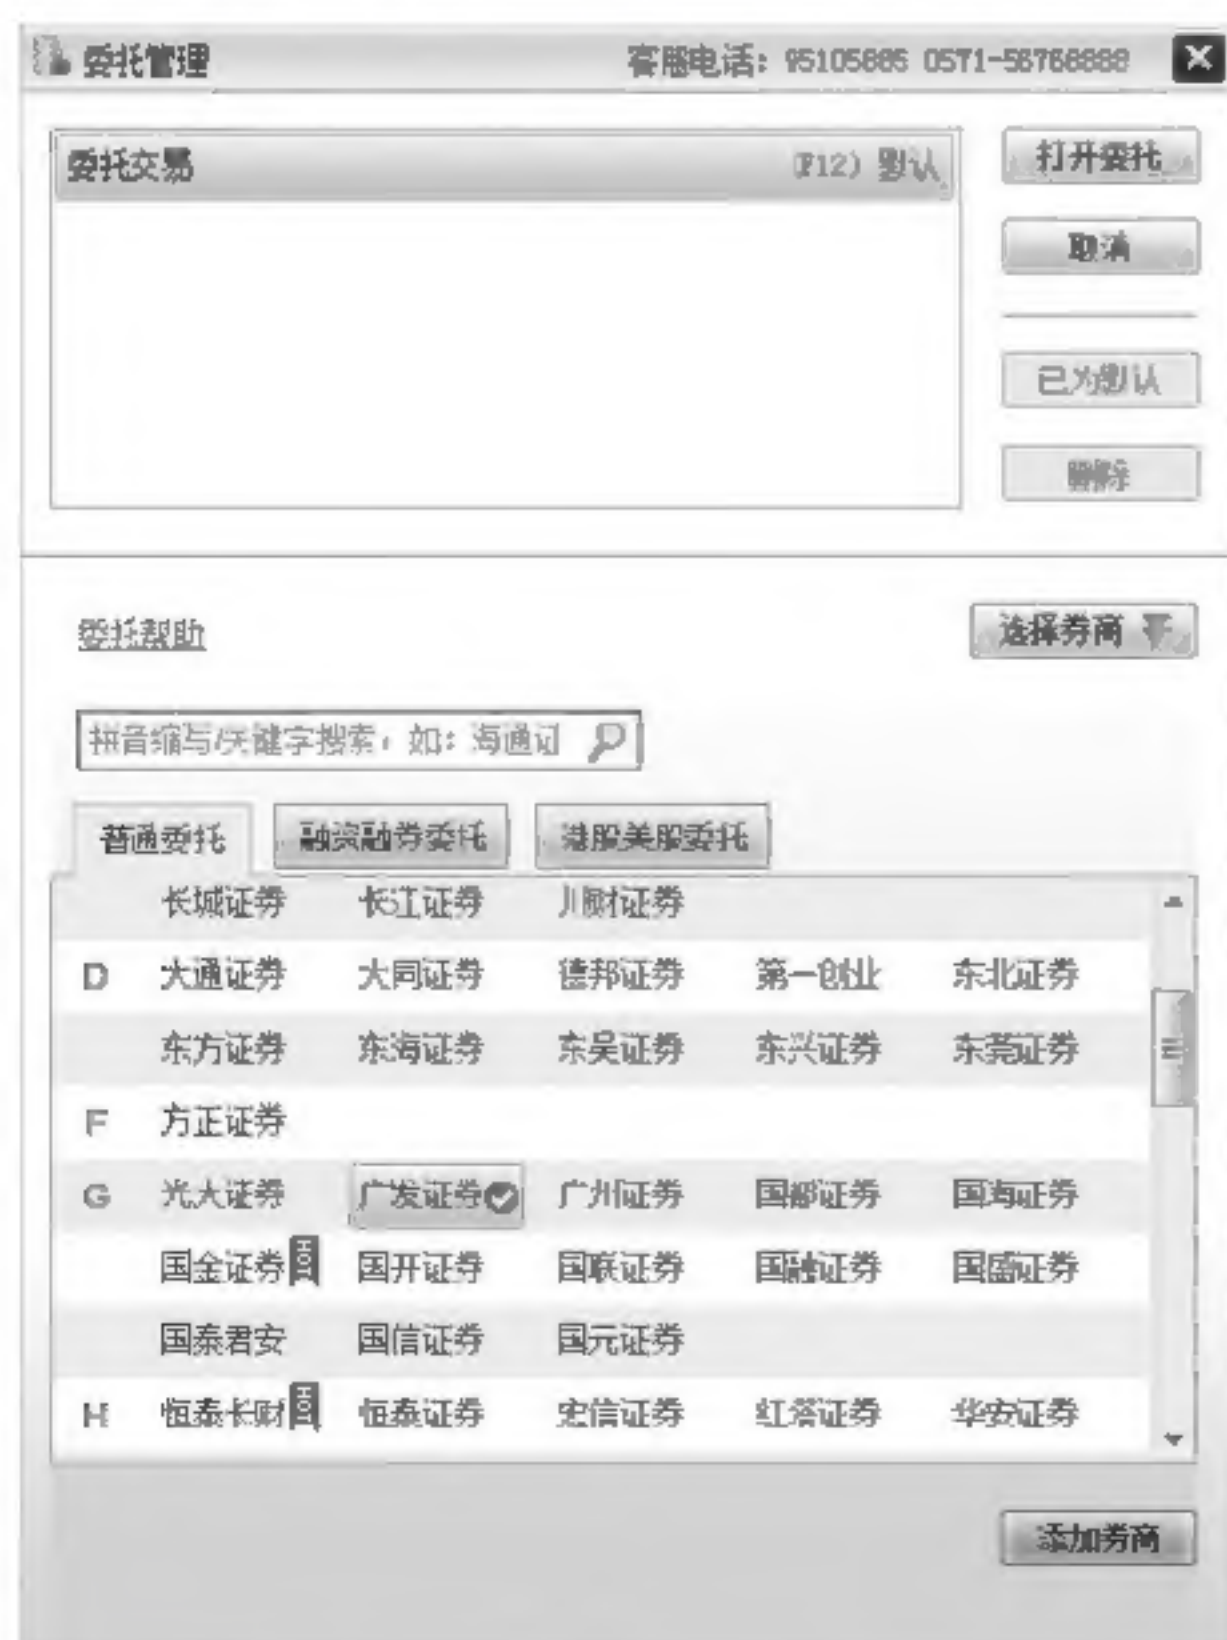 委托管理 客服电话：95105885 0571-56768888
委托交易 (F12) 默认
打开委托
取消
已为默认
删除
委托帮助
选择券商
拼音缩写/关键字搜索，如：海通证
普通委托 融资融券委托 港股美股委托
长城证券 长江证券 川财证券
D 大通证券 大同证券 德邦证券 第一创业 东北证券
东方证券 东海证券 东吴证券 东兴证券 东莞证券
F 方正证券
G 光大证券 广发证券 广州证券 国都证券 国海证券
国金证券 HOT 国开证券 国联证券 国融证券 国盛证券
国泰君安 国信证券 国元证券
H 恒泰长财 HOT 恒泰证券 宏信证券 红塔证券 华安证券
添加券商